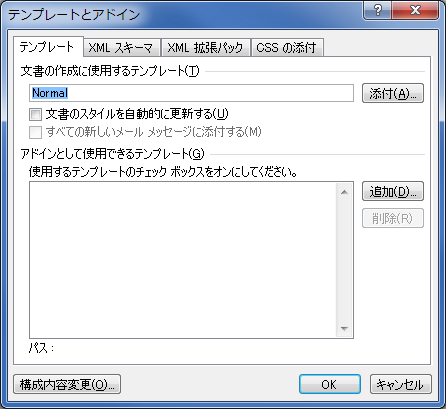 テンプレートとアドイン
テンプレート XML スキーマ XML 拡張パック CSS の添付
文書の作成に使用するテンプレート(T)
Normal 添付(A)...
文書のスタイルを自動的に更新する(U)
すべての新しいメール メッセージに添付する(M)
アドインとして使用できるテンプレート(G)
使用するテンプレートのチェック ボックスをオンにしてください。
追加(D)...
削除(R)
パス :
構成内容変更(O)... OK キャンセル